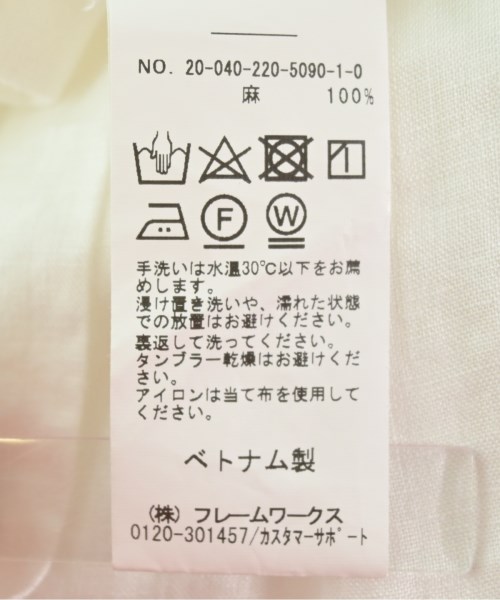 NO. 20-040-220-5090-1-0
麻 100%
F W
手洗いは水温30℃以下をお薦
めします。
浸け置き洗いや、濡れた状態
での放置はお避けください。
裏返して洗ってください。
タンブラー乾燥はお避けくだ
さい。
アイロンは当て布を使用して
ください。
ベトナム製
(株) フレームワークス
0120-301457/カスタマーサポート